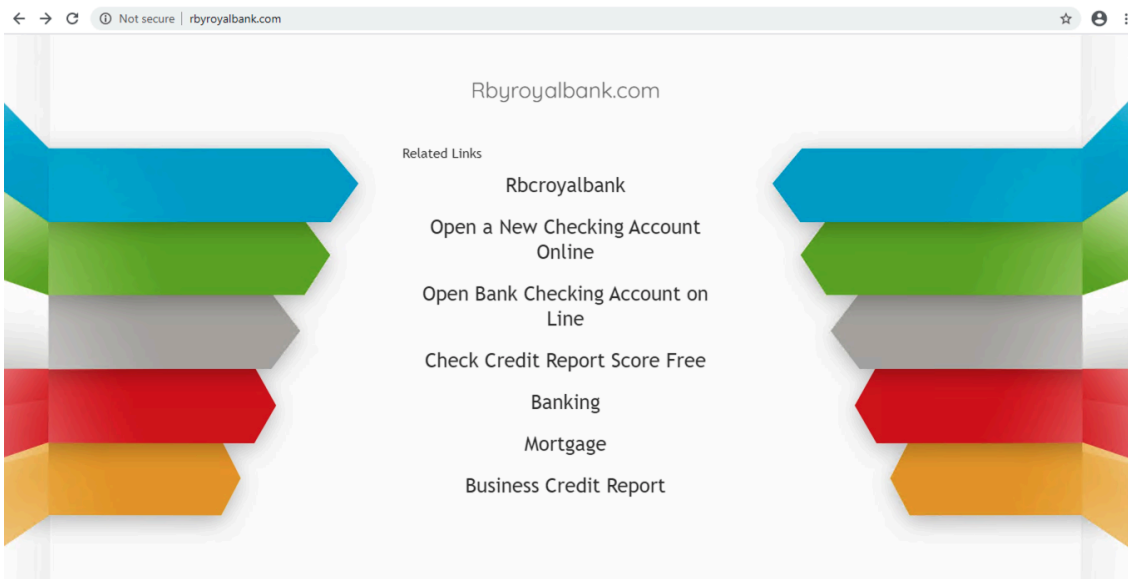 Not secure | rbyroyalbank.com
Rbyroyalbank.com
Related Links
Rbcroyalbank
Open a New Checking Account
Online
Open Bank Checking Account on
Line
Check Credit Report Score Free
Banking
Mortgage
Business Credit Report